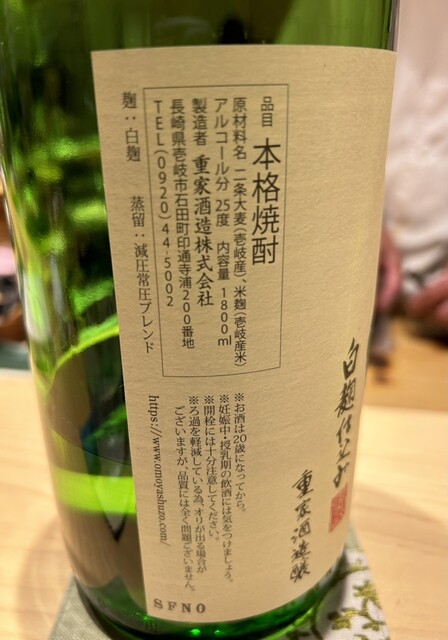 品目 本格焼酎
原材料名 二条大麦(壱岐産)、米麹(壱岐産米)
アルコール分 25度 内容量 1800ml
製造者 重家酒造株式会社
長崎県壱岐市石田町印通寺浦200番地
TEL(0920)44-5002
麹:白麹 蒸留:減圧常圧ブレンド
白麹仕込み
重家酒造醸
※お酒は20歳になってから。
※妊娠中・授乳期の飲酒には気をつけましょう。
※開栓には十分注意してください。
※ろ過を軽減している為、オリが出る場合が
ございますが、品質には全く問題ございません。
https://www.omoyashuzo.com/
SFNO